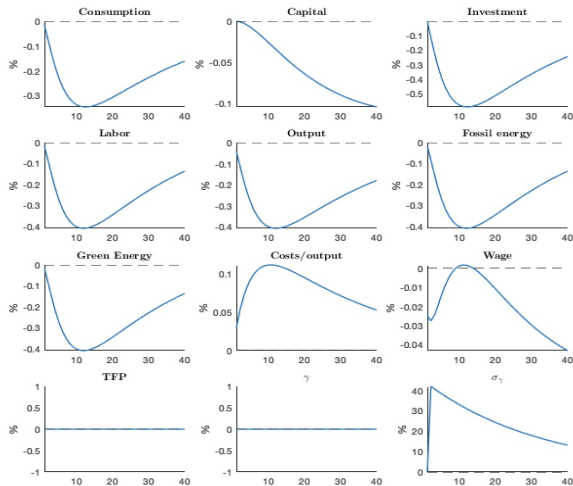 Consumption Capital Investment
% 0 -0.1 -0.2 -0.3 10 20 30 40
% 0 -0.05 -0.1 10 20 30 40
% -0.1 -0.2 -0.3 -0.4 -0.5 10 20 30 40
Labor Output Fossil energy
% 0 -0.1 -0.2 -0.3 -0.4 10 20 30 40
% 0 -0.1 -0.2 -0.3 -0.4 10 20 30 40
% 0 -0.1 -0.2 -0.3 -0.4 10 20 30 40
Green Energy Costs/output Wage
% 0 -0.1 -0.2 -0.3 -0.4 10 20 30 40
% 0.1 0.05 0 10 20 30 40
% 0 -0.01 -0.02 -0.03 -0.04 10 20 30 40
TFP γ σγ
% 1 0.5 0 -0.5 -1 10 20 30 40
% 1 0.5 0 -0.5 -1 10 20 30 40
% 40 30 20 10 0 10 20 30 40